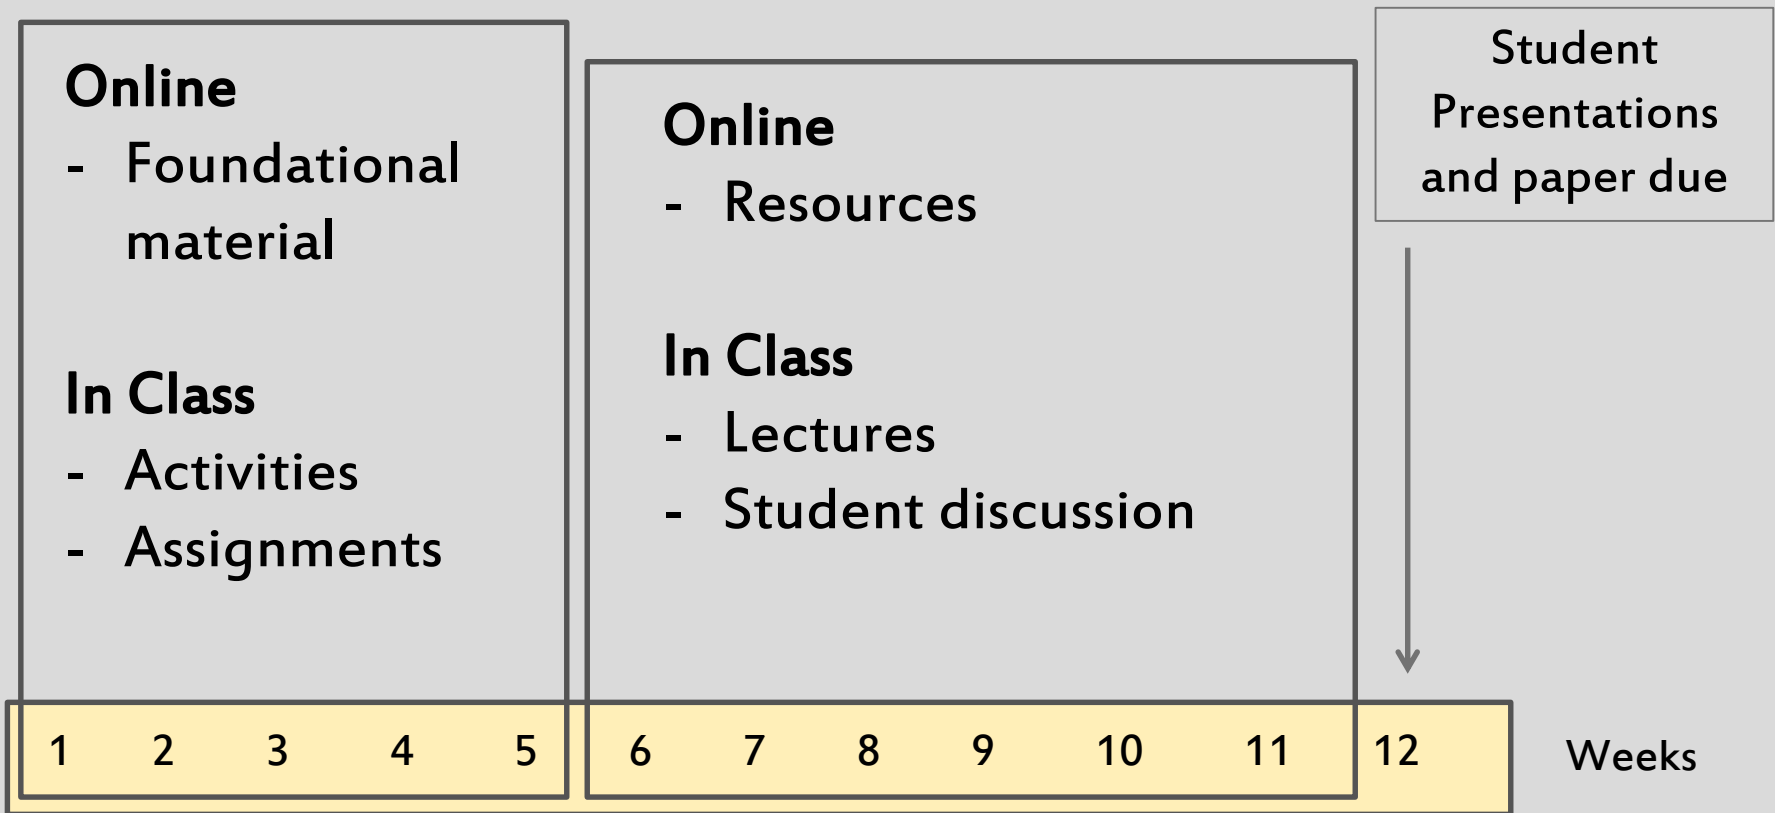 Online
- Foundational
material
In Class
- Activities
- Assignments
Online
- Resources
In Class
- Lectures
- Student discussion
Student
Presentations
and paper due
1 2 3 4 5 6 7 8 9 10 11 12 Weeks